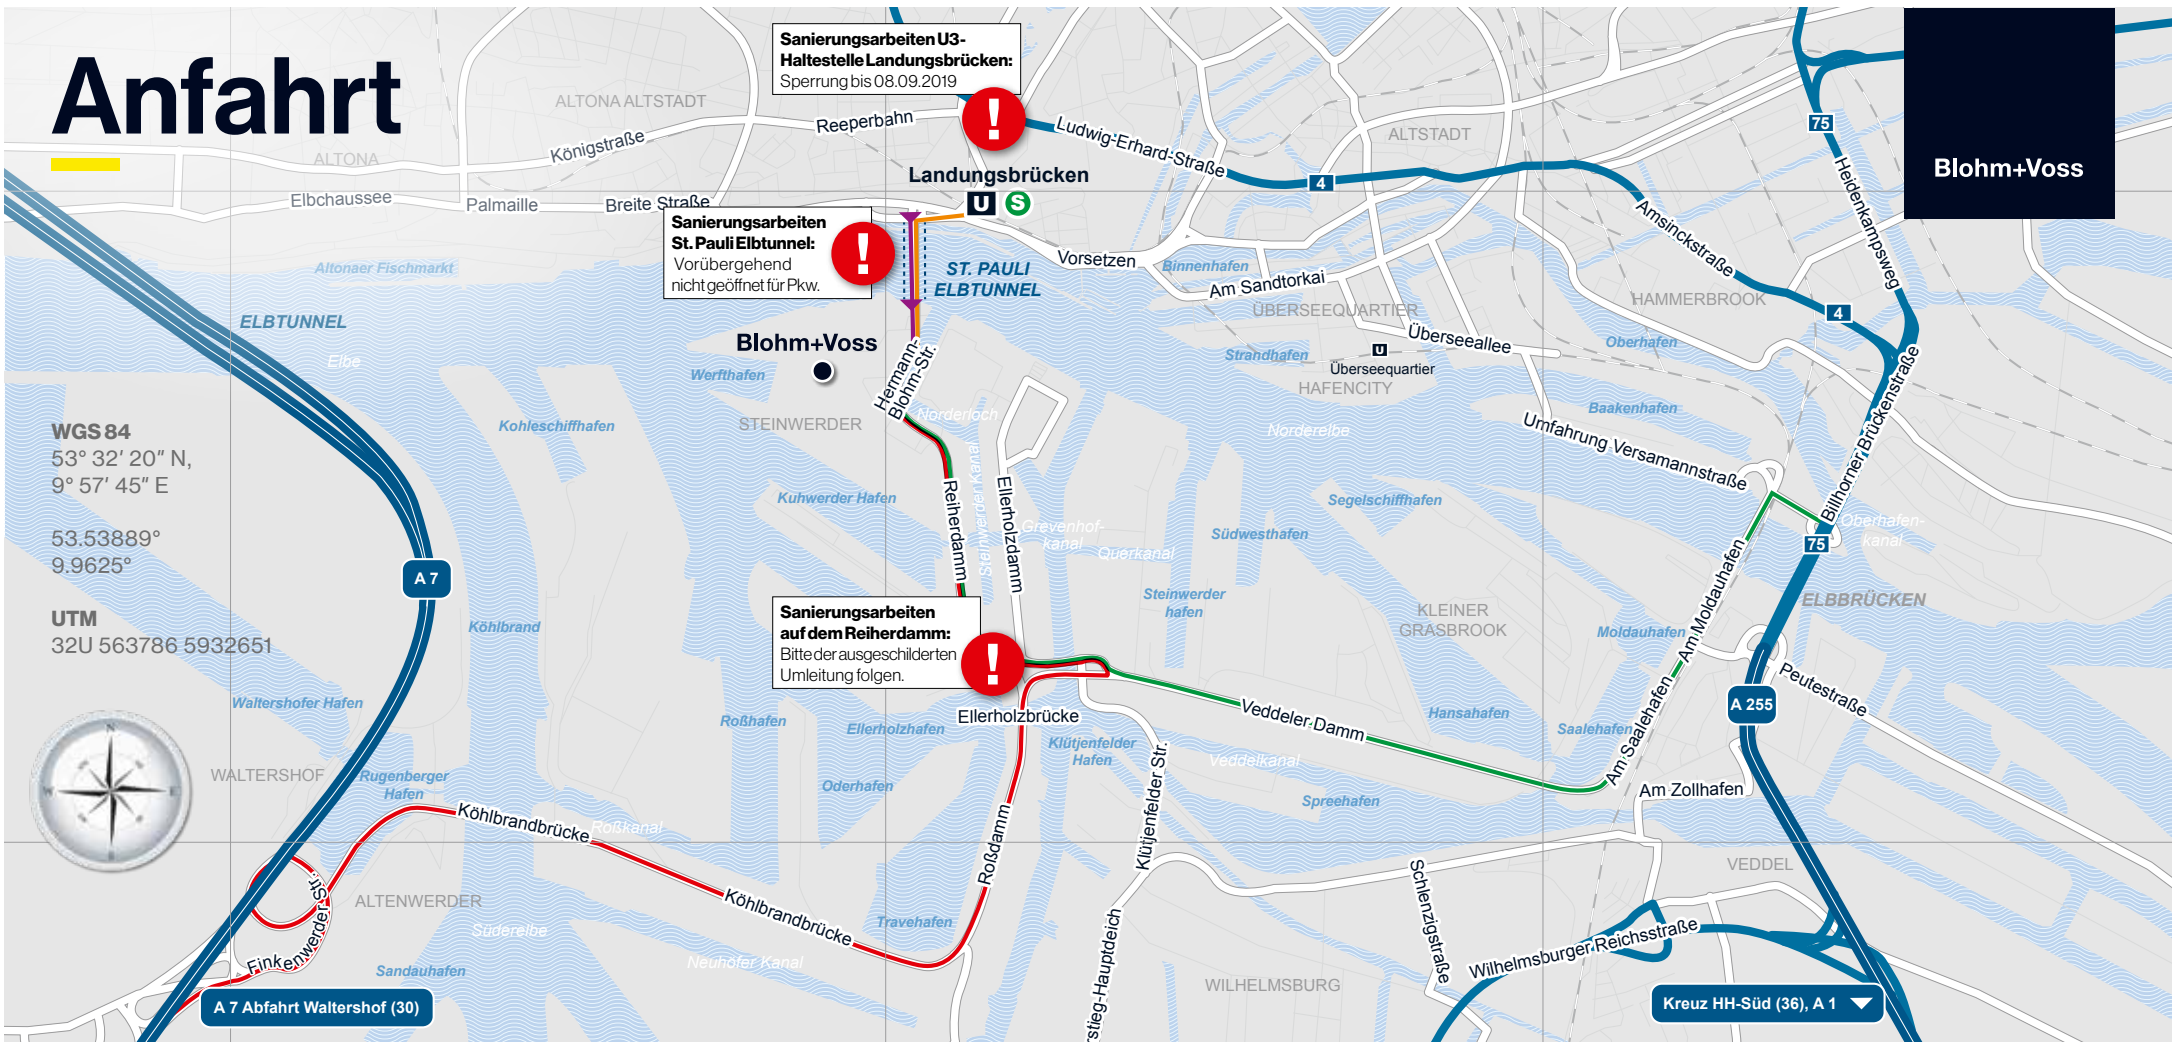 Anfahrt
Sanierungsarbeiten U3-
Haltestelle Landungsbrücken:
Sperrung bis 08.09.2019
!
ALTONA ALTSTADT
Reeperbahn
Ludwig-Erhard-Straße
ALTSTADT
75
Heidenkampsweg
Blohm+Voss
Königstraße
ALTONA
Landungsbrücken
U
S
4
Elbchaussee
Palmaille
Breite Straße
Sanierungsarbeiten
St. Pauli Elbtunnel:
Vorübergehend
nicht geöffnet für Pkw.
!
Amsinckstraße
Vorsetzen
Binnenhafen
Altonaer Fischmarkt
ST. PAULI
ELBTUNNEL
Am Sandtorkai
ÜBERSEEQUARTIER
HAMMERBROOK
4
ELBTUNNEL
Elbe
Blohm+Voss
Hermann-
Blohm-Str.
Überseeallee
Oberhafen
Strandhafen
U
Überseequartier
HAFENCITY
Werfthafen
Billhorner Brückenstraße
Baakenhafen
Norderloch
STEINWERDER
Kohleschiffhafen
Norderelbe
Umfahrung Versamannstraße
WGS 84
53° 32′ 20″ N,
9° 57′ 45″ E
53.53889°
9.9625°
UTM
32U 563786 5932651
Kuhwerder Hafen
Reiherdamm
Steinwerder Kanal
Ellerholzdamm
Grevenhof-
kanal
Querkanal
Segelschiffhafen
Südwesthafen
Oberhafen-
kanal
75
A 7
Am Moldauhafen
Steinwerder
hafen
KLEINER
GRASBROOK
ELBBRÜCKEN
Köhlbrand
Moldauhafen
Sanierungsarbeiten
auf dem Reiherdamm:
Bitte der ausgeschilderten
Umleitung folgen.
!
Peutestraße
Waltershofer Hafen
Roßhafen
Ellerholzhafen
Ellerholzbrücke
Veddeler Damm
Hansahafen
Saalehafen
Am Saalehafen
A 255
N
E
S
W
WALTERSHOF
Rugenberger
Hafen
Klütjenfelder
Hafen
Klütjenfelder Str.
Veddelkanal
Oderhafen
Spreehafen
Am Zollhafen
Köhlbrandbrücke
Roßkanal
Roßdamm
VEDDEL
Finkenwerder Str.
ALTENWERDER
Köhlbrandbrücke
Travehafen
Schlenzigstraße
Süderelbe
Sandauhafen
Neuhöfer Kanal
rstieg-Hauptdeich
Wilhelmsburger Reichsstraße
WILHELMSBURG
A 7 Abfahrt Waltershof (30)
Kreuz HH-Süd (36), A 1